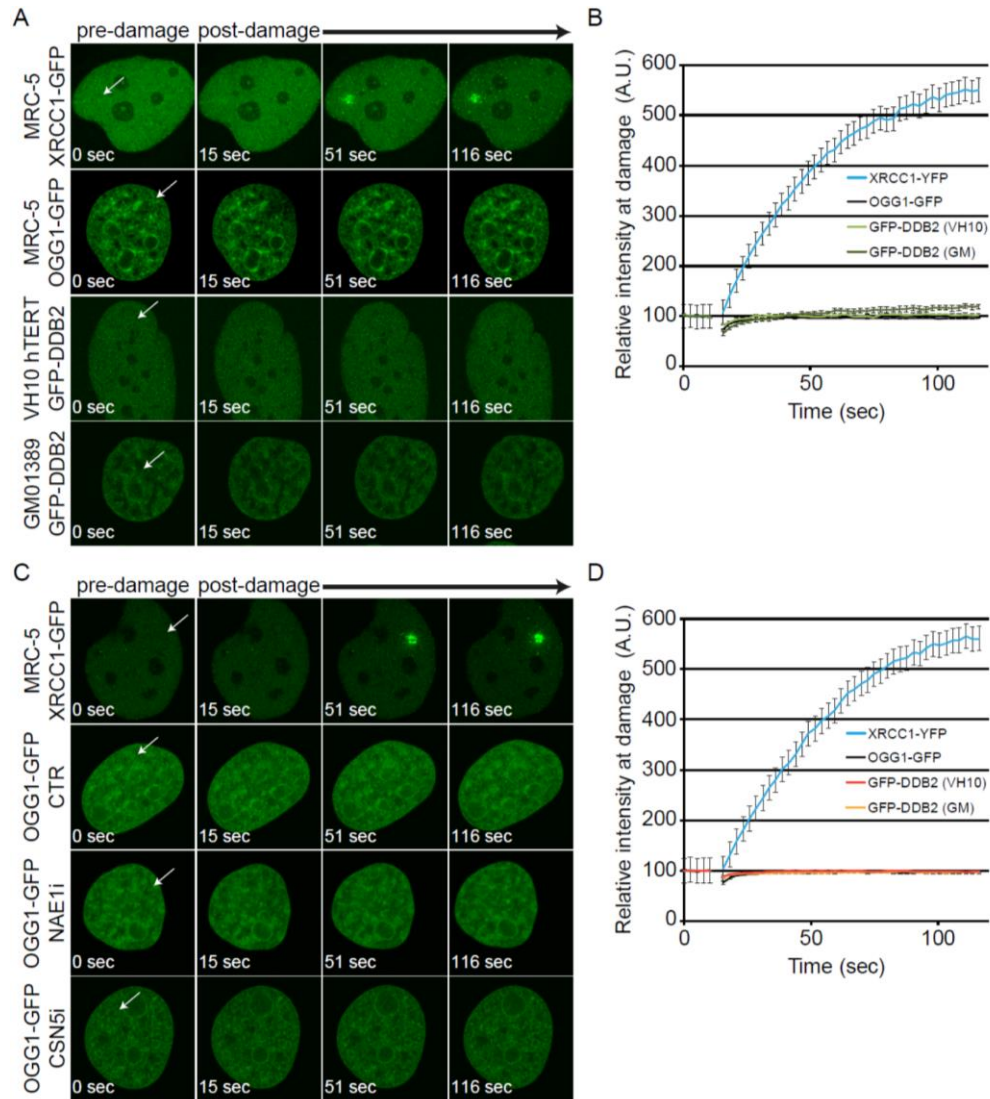 A
pre-damage post-damage
MRC-5
XRCC1-GFP
0 sec 15 sec 51 sec 116 sec
MRC-5
OGG1-GFP
0 sec 15 sec 51 sec 116 sec
VH10 hTERT
GFP-DDB2
0 sec 15 sec 51 sec 116 sec
GM01389
GFP-DDB2
0 sec 15 sec 51 sec 116 sec
B
Relative intensity at damage (A.U.)
600
500
400
300
200
100
0
XRCC1-YFP
OGG1-GFP
GFP-DDB2 (VH10)
GFP-DDB2 (GM)
0 50 100
Time (sec)
C
pre-damage post-damage
MRC-5
XRCC1-GFP
0 sec 15 sec 51 sec 116 sec
OGG1-GFP
CTR
0 sec 15 sec 51 sec 116 sec
OGG1-GFP
NAE1i
0 sec 15 sec 51 sec 116 sec
OGG1-GFP
CSN5i
0 sec 15 sec 51 sec 116 sec
D
Relative intensity at damage (A.U.)
600
500
400
300
200
100
0
XRCC1-YFP
OGG1-GFP
GFP-DDB2 (VH10)
GFP-DDB2 (GM)
0 50 100
Time (sec)